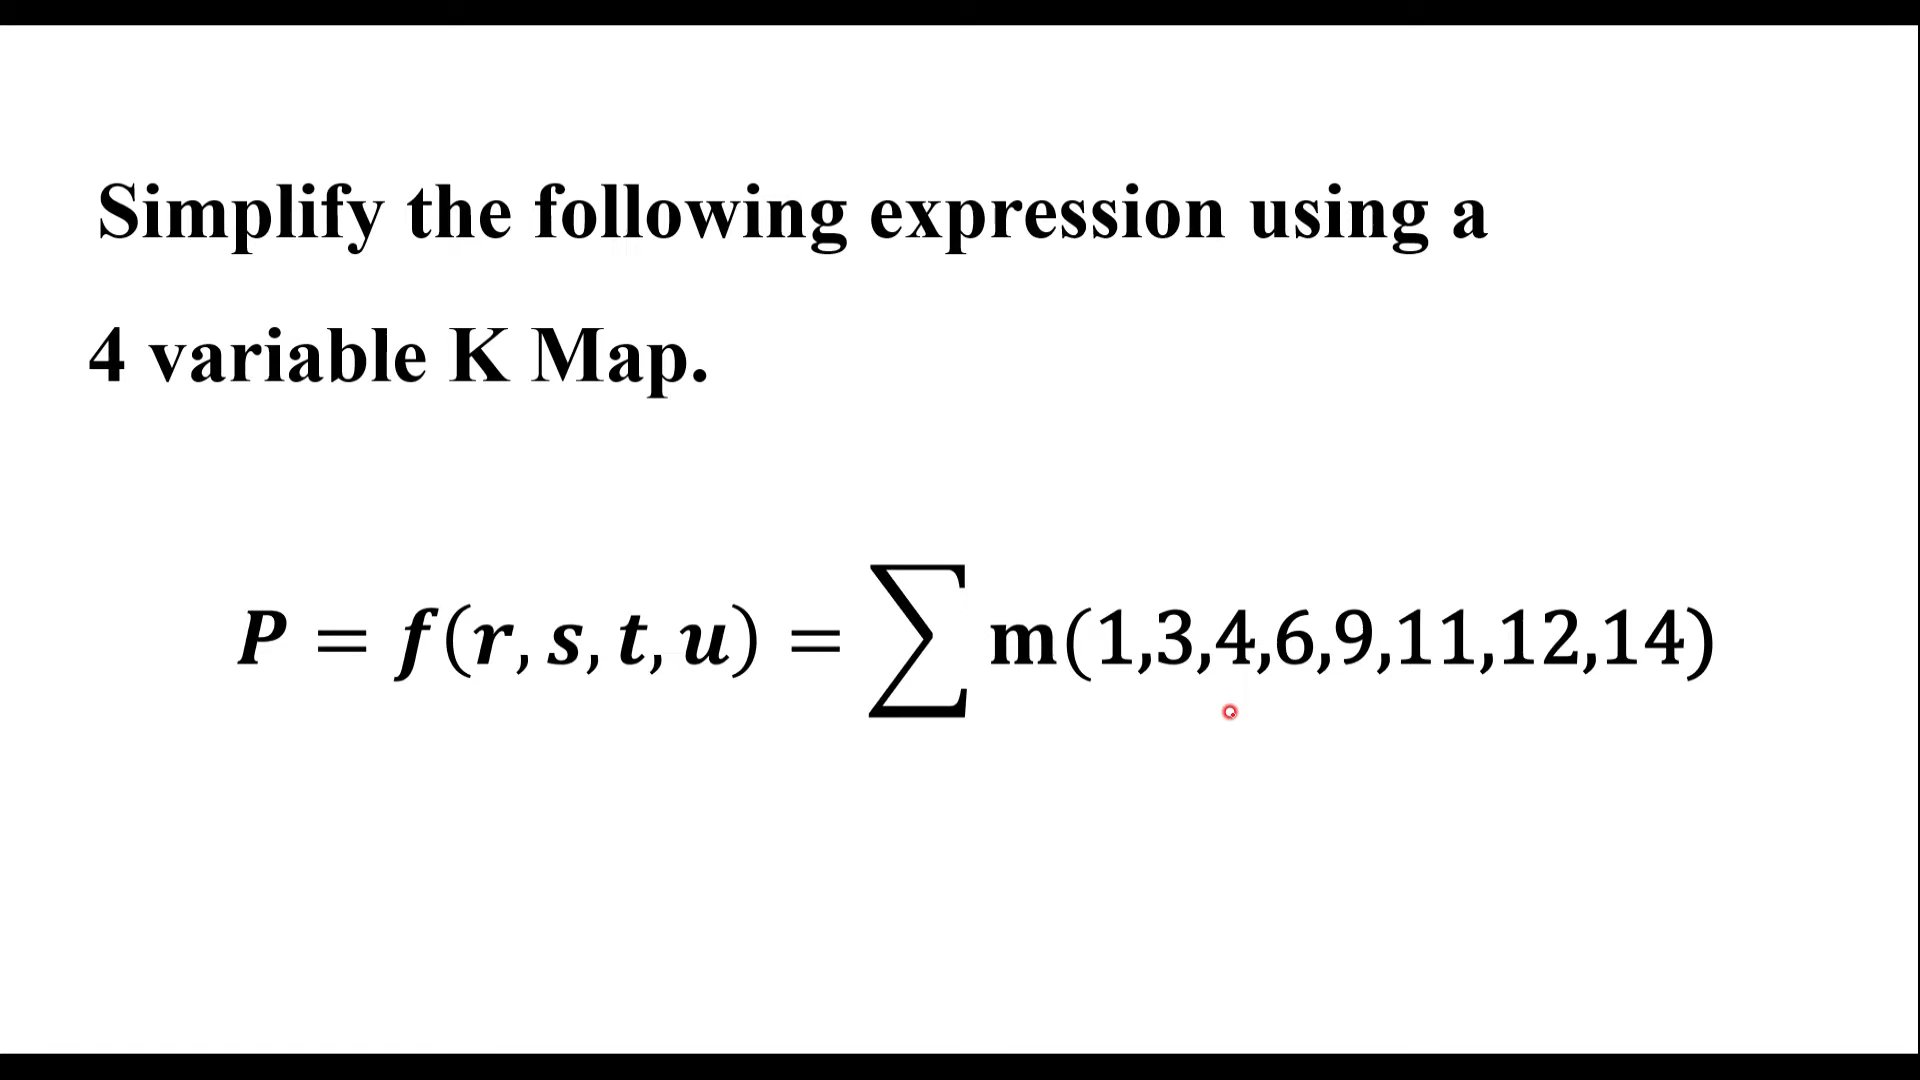 Simplify the following expression using a
4 variable K Map.
P = f(r, s, t, u) = ∑ m(1,3,4,6,9,11,12,14)